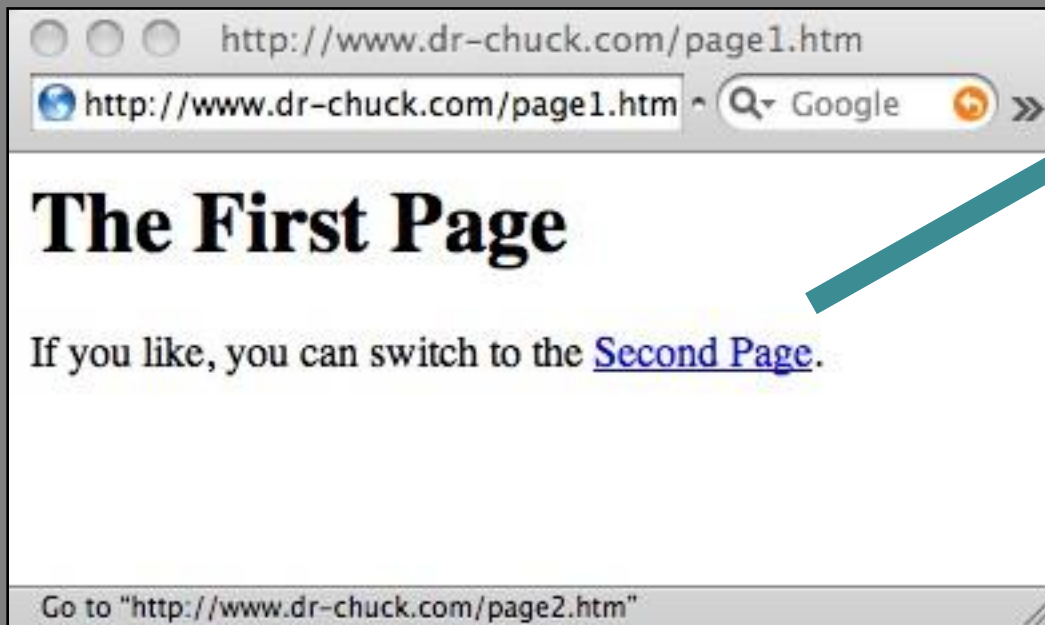 http://www.dr-chuck.com/page1.htm
http://www.dr-chuck.com/page1.htm Google
The First Page
If you like, you can switch to the Second Page.
Go to "http://www.dr-chuck.com/page2.htm"